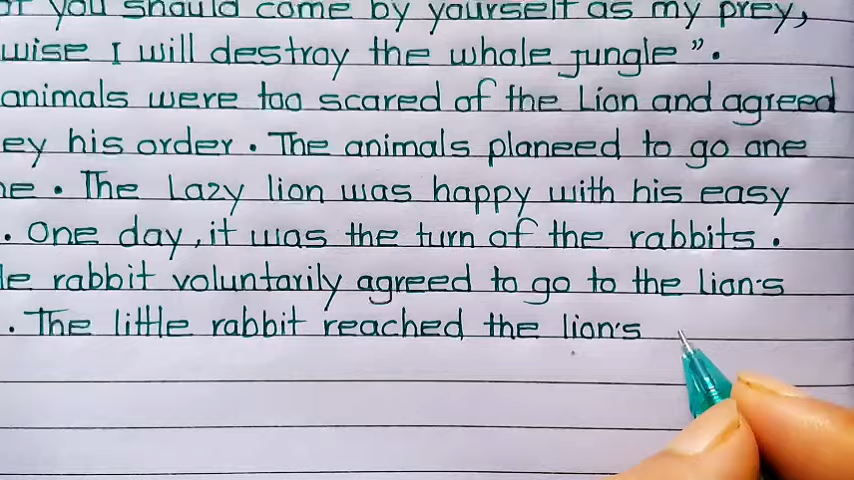 of you should come by yourself as my prey,
wise I will destroy the whole jungle ”.
animals were too scared of the Lion and agreed
ey his order. The animals planeed to go one
ne. The Lazy lion was happy with his easy
. One day, it was the turn of the rabbits.
le rabbit voluntarily agreed to go to the lion's
. The little rabbit reached the lion's